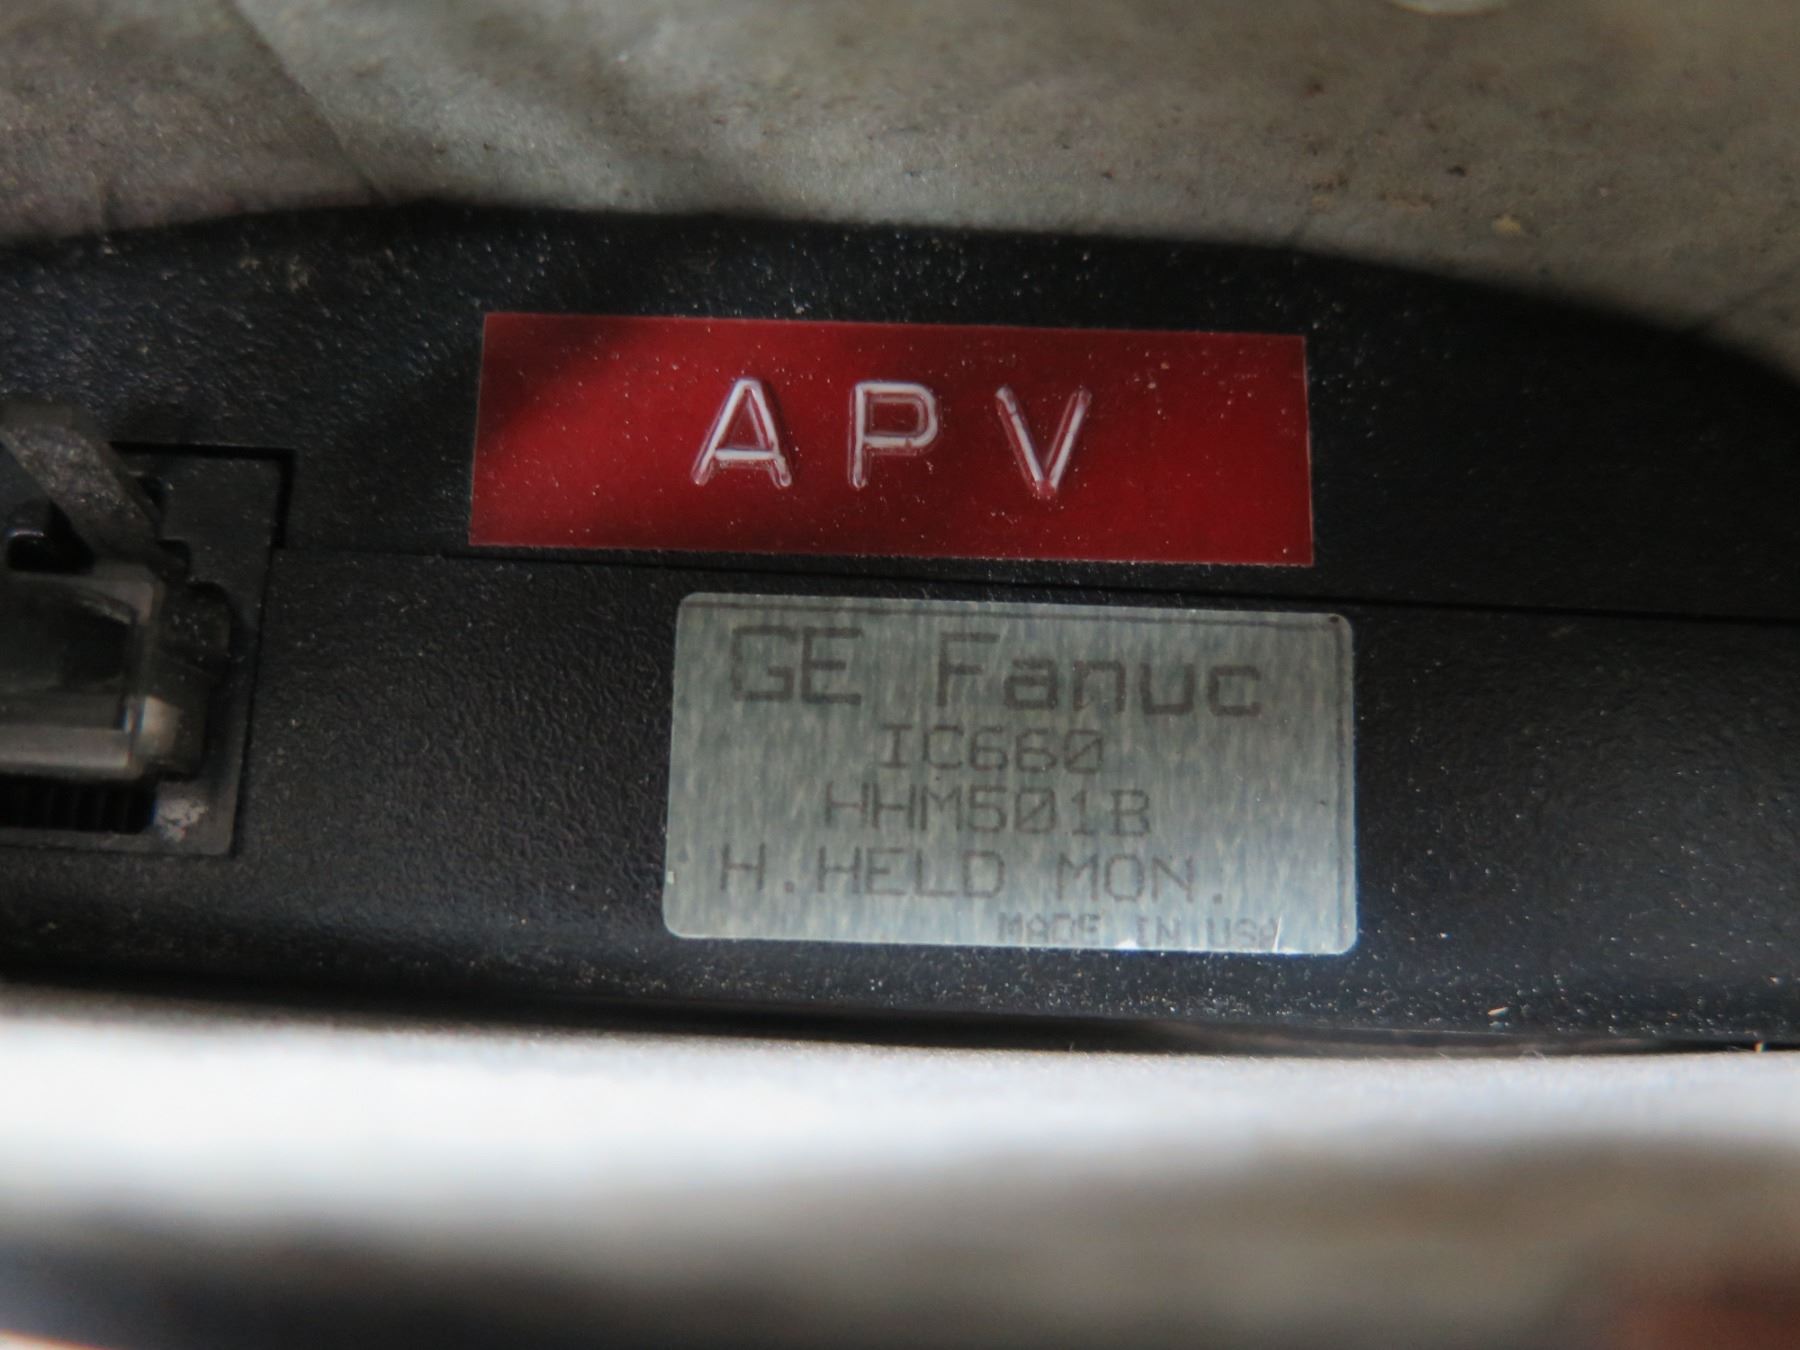 APV
GE Fanuc
IC660
HHM501B
H.HELD MON.
MADE IN USA